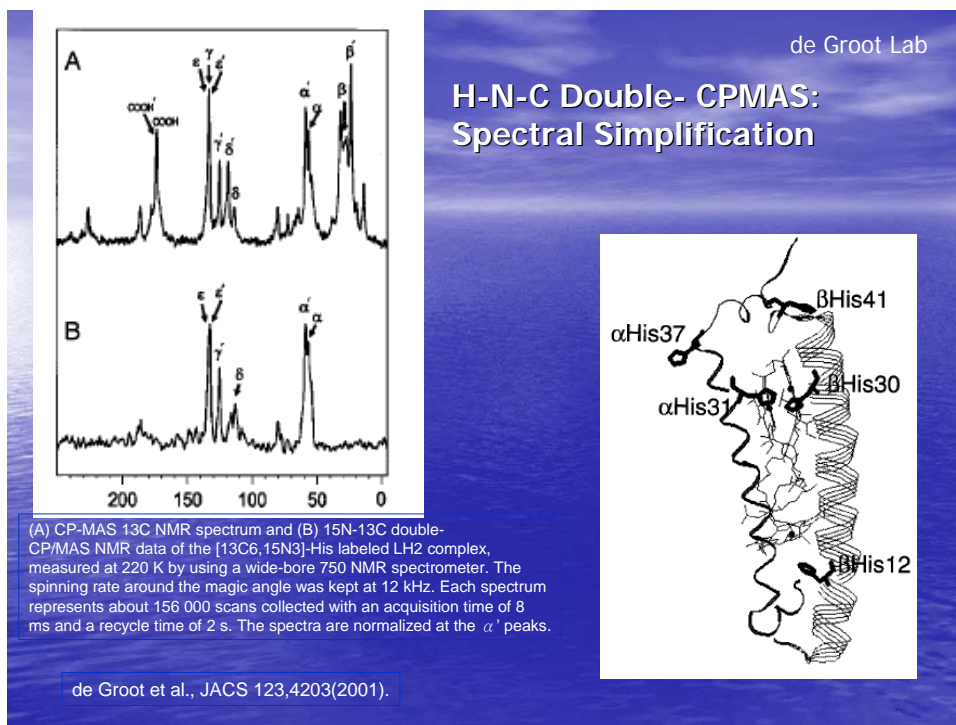 de Groot Lab
H-N-C Double- CPMAS:
Spectral Simplification
A
COOH'
COOH
ε γ ε'
γ' δ'
δ
α' α
β β'
B
ε ε'
γ'
δ
α' α
200 150 100 50 0
(A) CP-MAS 13C NMR spectrum and (B) 15N-13C double-
CP/MAS NMR data of the [13C6,15N3]-His labeled LH2 complex,
measured at 220 K by using a wide-bore 750 NMR spectrometer. The
spinning rate around the magic angle was kept at 12 kHz. Each spectrum
represents about 156 000 scans collected with an acquisition time of 8
ms and a recycle time of 2 s. The spectra are normalized at the α' peaks.
βHis41
αHis37
βHis30
αHis31
βHis12
de Groot et al., JACS 123,4203(2001).